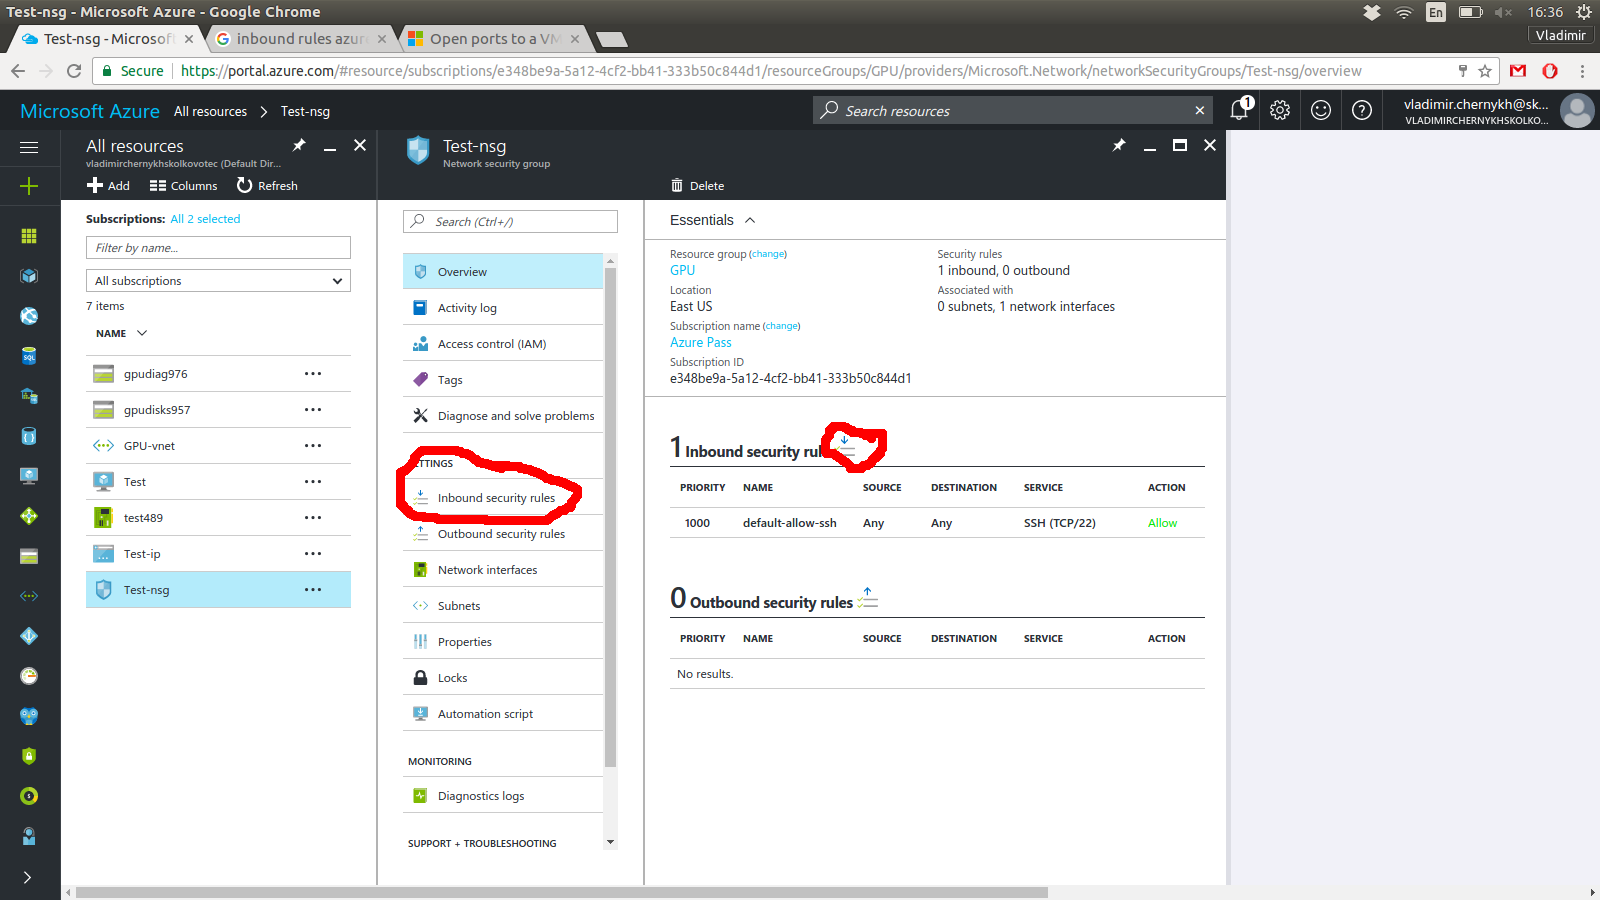 Test-nsg - Microsoft Azure - Google Chrome
En
16:36
Test-nsg - Microsoft
inbound rules azur
Open ports to a VM
Vladimir
Secure
https://portal.azure.com/#resource/subscriptions/e348be9a-5a12-4cf2-bb41-333b50c844d1/resourceGroups/GPU/providers/Microsoft.Network/networkSecurityGroups/Test-nsg/overview
Microsoft Azure
All resources > Test-nsg
Search resources
1
vladimir.chernykh@sk...
VLADIMIRCHERNYKHSKOLKO...
All resources
vladimirchernykhskolkovotec (Default Dir...
Add
Columns
Refresh
Subscriptions: All 2 selected
Filter by name...
All subscriptions
7 items
NAME
gpudiag976
gpudisks957
GPU-vnet
Test
test489
Test-ip
Test-nsg
SQL
Test-nsg
Network security group
Search (Ctrl+/)
Overview
Activity log
Access control (IAM)
Tags
Diagnose and solve problems
TTINGS
Inbound security rules
Outbound security rules
Network interfaces
Subnets
Properties
Locks
Automation script
MONITORING
Diagnostics logs
SUPPORT + TROUBLESHOOTING
Delete
Essentials
Resource group (change)
GPU
Location
East US
Subscription name (change)
Azure Pass
Subscription ID
e348be9a-5a12-4cf2-bb41-333b50c844d1
Security rules
1 inbound, 0 outbound
Associated with
0 subnets, 1 network interfaces
1 Inbound security rul
PRIORITY NAME SOURCE DESTINATION SERVICE ACTION
1000 default-allow-ssh Any Any SSH (TCP/22) Allow
0 Outbound security rules
PRIORITY NAME SOURCE DESTINATION SERVICE ACTION
No results.